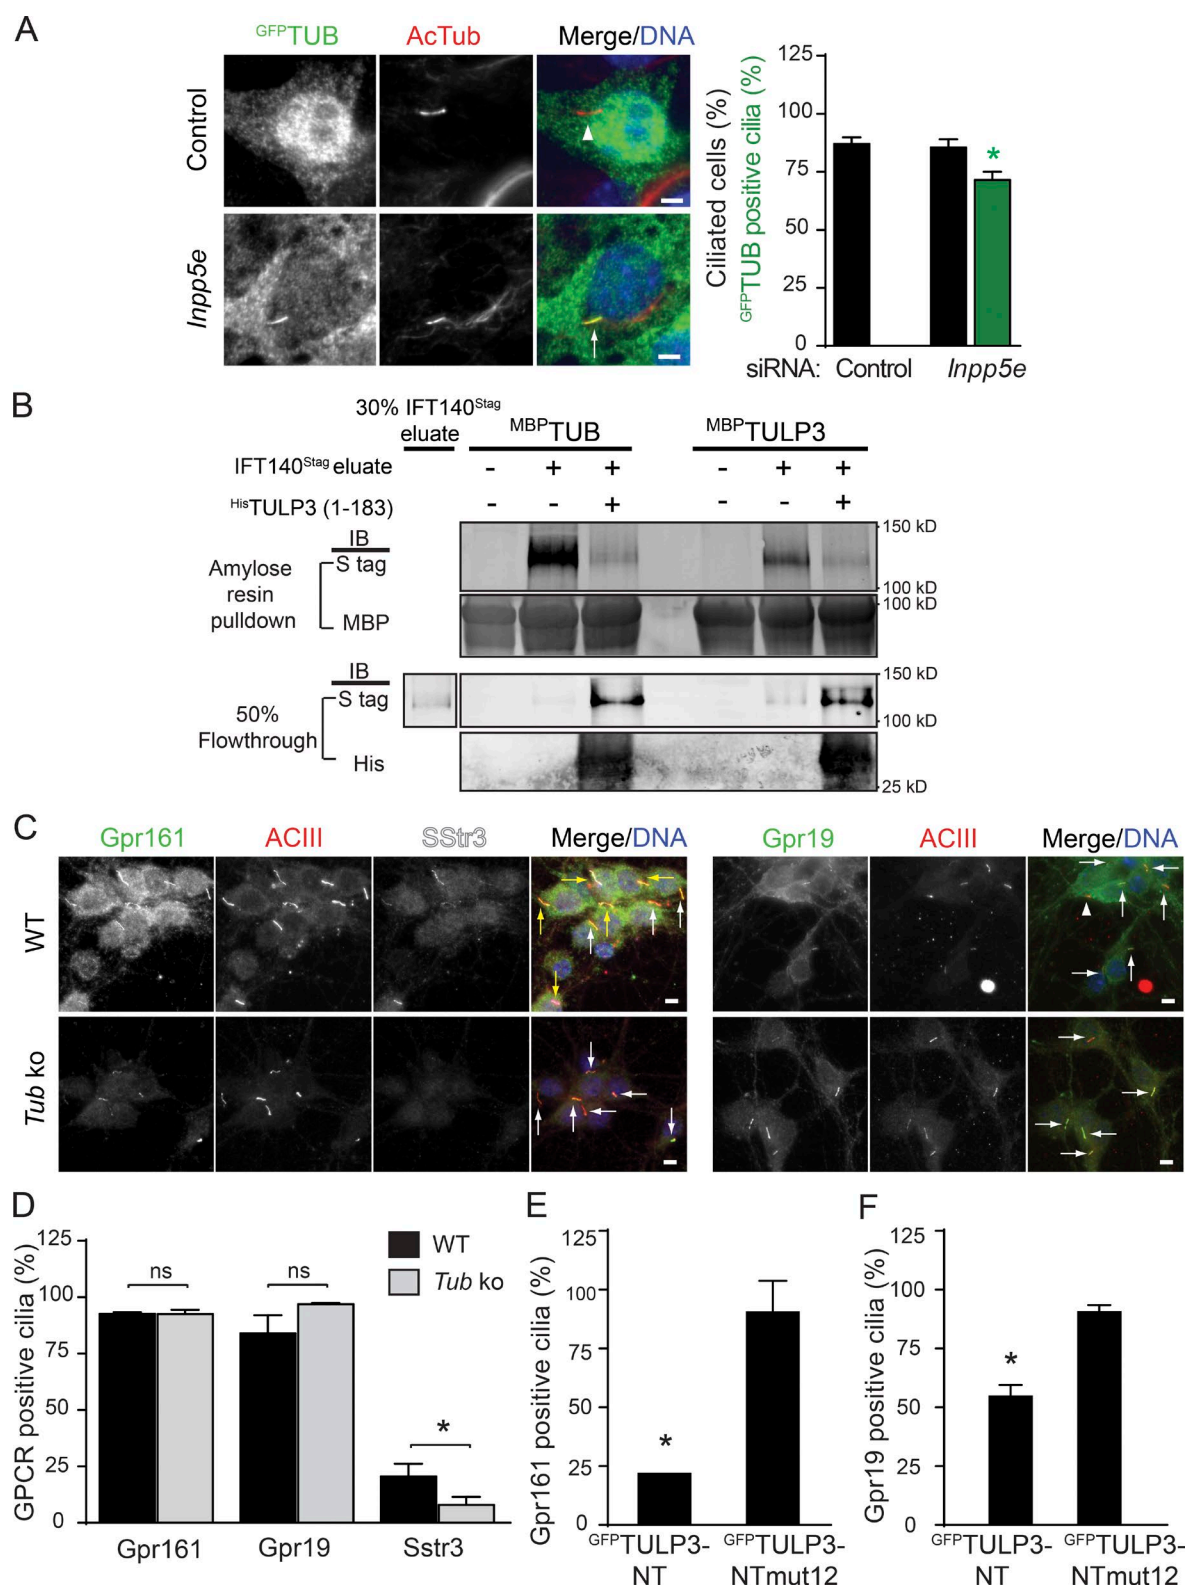 A
GFPTUB AcTub Merge/DNA
Control
Inpp5e
Ciliated cells (%)
GFPTUB positive cilia (%)
125
100
75
50
25
0
*
siRNA: Control Inpp5e
B
30% IFT140Stag
eluate
MBPTUB MBPTULP3
IFT140Stag eluate - + + - + +
HisTULP3 (1-183) - - + - - +
Amylose
resin
pulldown
IB
S tag
MBP
150 kD
100 kD
100 kD
50%
Flowthrough
IB
S tag
His
150 kD
100 kD
25 kD
C
Gpr161 ACIII SStr3 Merge/DNA Gpr19 ACIII Merge/DNA
WT
Tub ko
D
GPCR positive cilia (%)
125
100
75
50
25
0
ns ns *
WT
Tub ko
Gpr161 Gpr19 Sstr3
E
Gpr161 positive cilia (%)
125
100
75
50
25
0
*
GFPTULP3-
NT
GFPTULP3-
NTmut12
F
Gpr19 positive cilia (%)
125
100
75
50
25
0
*
GFPTULP3-
NT
GFPTULP3-
NTmut12